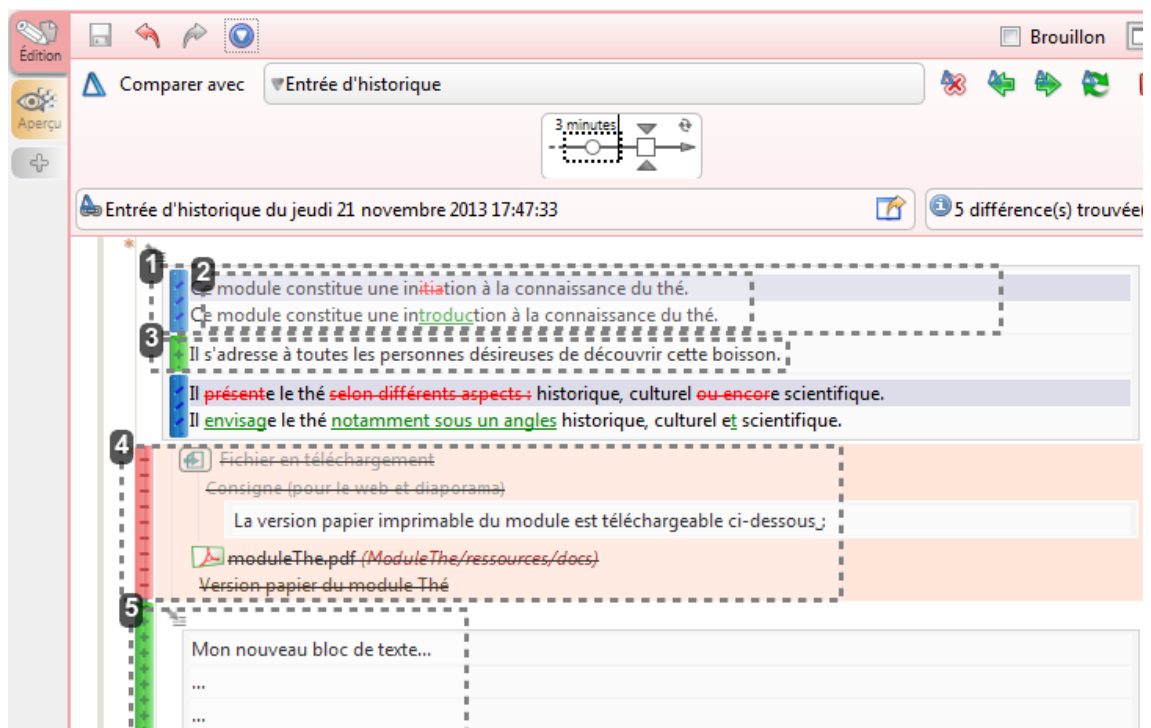 Édition
Brouillon
Comparer avec
Entrée d'historique
Aperçu
3 minutes
Entrée d'historique du jeudi 21 novembre 2013 17:47:33
5 différence(s) trouvée(
1
2
Ce module constitue une initiation à la connaissance du thé.
Ce module constitue une introduction à la connaissance du thé.
3
Il s'adresse à toutes les personnes désireuses de découvrir cette boisson.
Il présente le thé selon différents aspects : historique, culturel ou encore scientifique.
Il envisage le thé notamment sous un angles historique, culturel et scientifique.
4
Fichier en téléchargement
Consigne (pour le web et diaporama)
La version papier imprimable du module est téléchargeable ci-dessous :
moduleThe.pdf (ModuleThe/ressources/docs)
Version papier du module Thé
5
Mon nouveau bloc de texte...
...
...